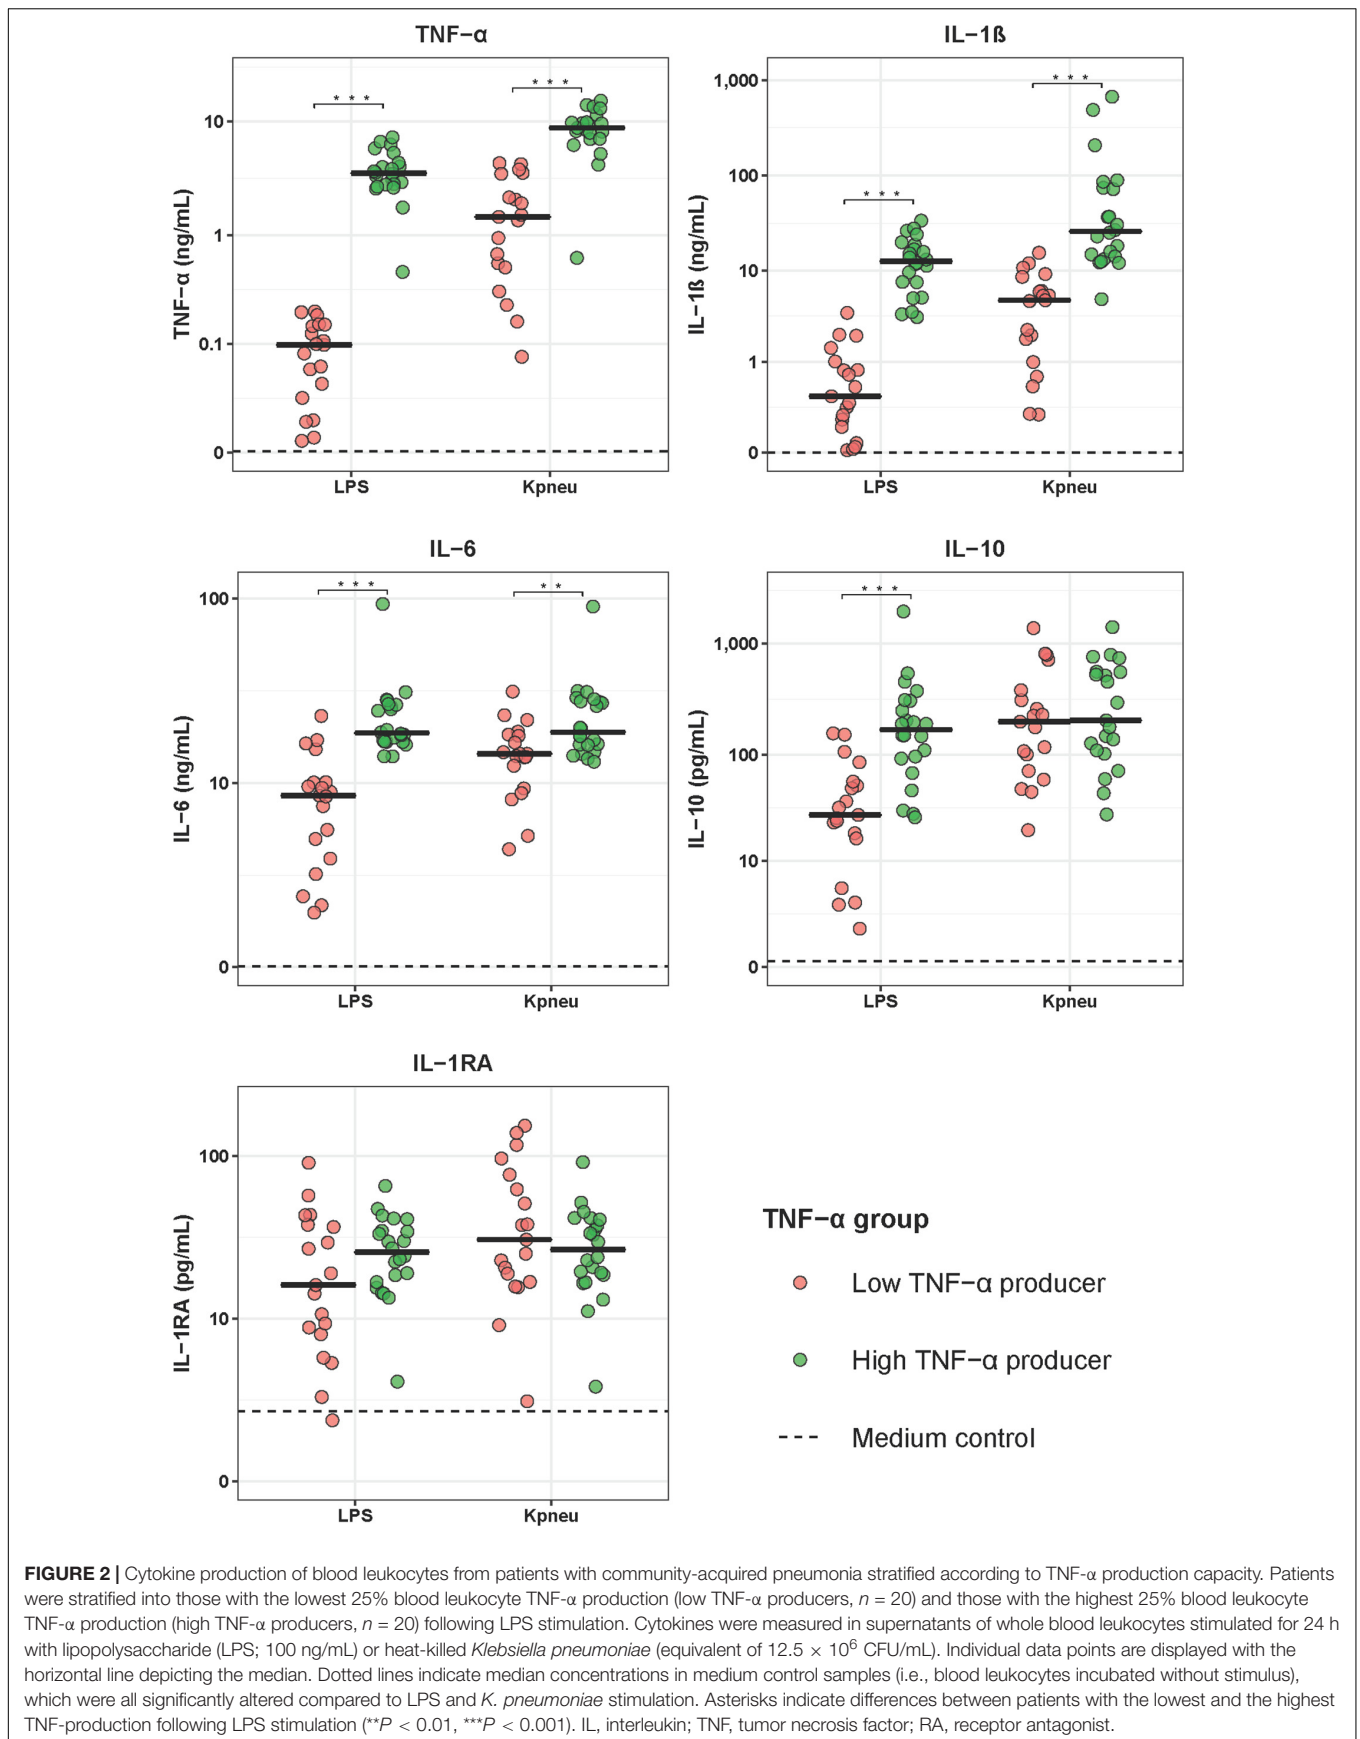 TNF−α
IL−1ß
TNF−α (ng/mL)
10
1
0.1
0
* * *
* * *
LPS
Kpneu
IL−1ß (ng/mL)
1,000
100
10
1
0
* * *
* * *
LPS
Kpneu
IL−6
IL−10
IL−6 (ng/mL)
100
10
0
* * *
* *
LPS
Kpneu
IL−10 (pg/mL)
1,000
100
10
0
* * *
LPS
Kpneu
IL−1RA
IL−1RA (pg/mL)
100
10
0
LPS
Kpneu
TNF−α group
Low TNF−α producer
High TNF−α producer
Medium control
FIGURE 2 | Cytokine production of blood leukocytes from patients with community-acquired pneumonia stratified according to TNF-α production capacity. Patients
were stratified into those with the lowest 25% blood leukocyte TNF-α production (low TNF-α producers, n = 20) and those with the highest 25% blood leukocyte
TNF-α production (high TNF-α producers, n = 20) following LPS stimulation. Cytokines were measured in supernatants of whole blood leukocytes stimulated for 24 h
with lipopolysaccharide (LPS; 100 ng/mL) or heat-killed Klebsiella pneumoniae (equivalent of 12.5 × 10⁶ CFU/mL). Individual data points are displayed with the
horizontal line depicting the median. Dotted lines indicate median concentrations in medium control samples (i.e., blood leukocytes incubated without stimulus),
which were all significantly altered compared to LPS and K. pneumoniae stimulation. Asterisks indicate differences between patients with the lowest and the highest
TNF-production following LPS stimulation (**P < 0.01, ***P < 0.001). IL, interleukin; TNF, tumor necrosis factor; RA, receptor antagonist.